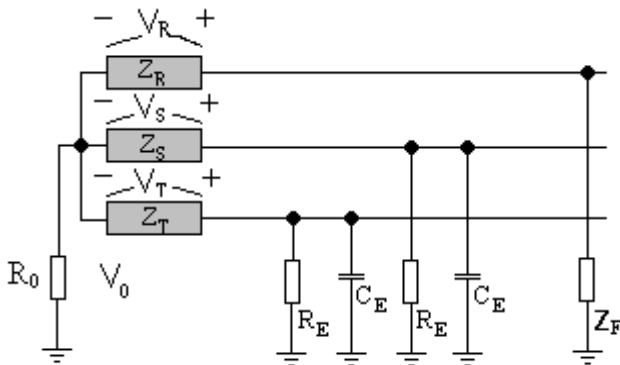 − V_R +
Z_R
− V_S +
Z_S
− V_T +
Z_T
R_0 V_0
R_E C_E R_E C_E Z_F